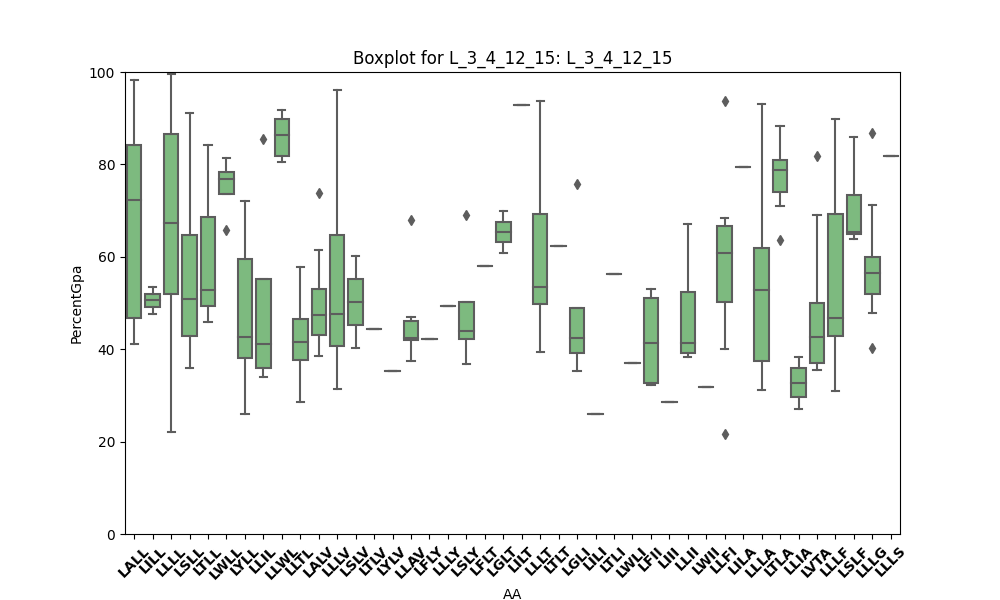 Boxplot for L_3_4_12_15: L_3_4_12_15
100
80
60
40
20
0
PercentGpa
LALL LILL LLLL LSLL LTLL LWLL LYLL LLIL LLWL LLTL LALV LLLV LSLV LTLV LYLV LLAV LFLY LLLY LSLY LFLT LGLT LILT LLLT LTLT LGLI LILI LTLI LWLI LFII LIII LLII LWII LLFI LILA LLLA LTLA LLIA LVTA LLLF LSLF LLLG LLLS
AA